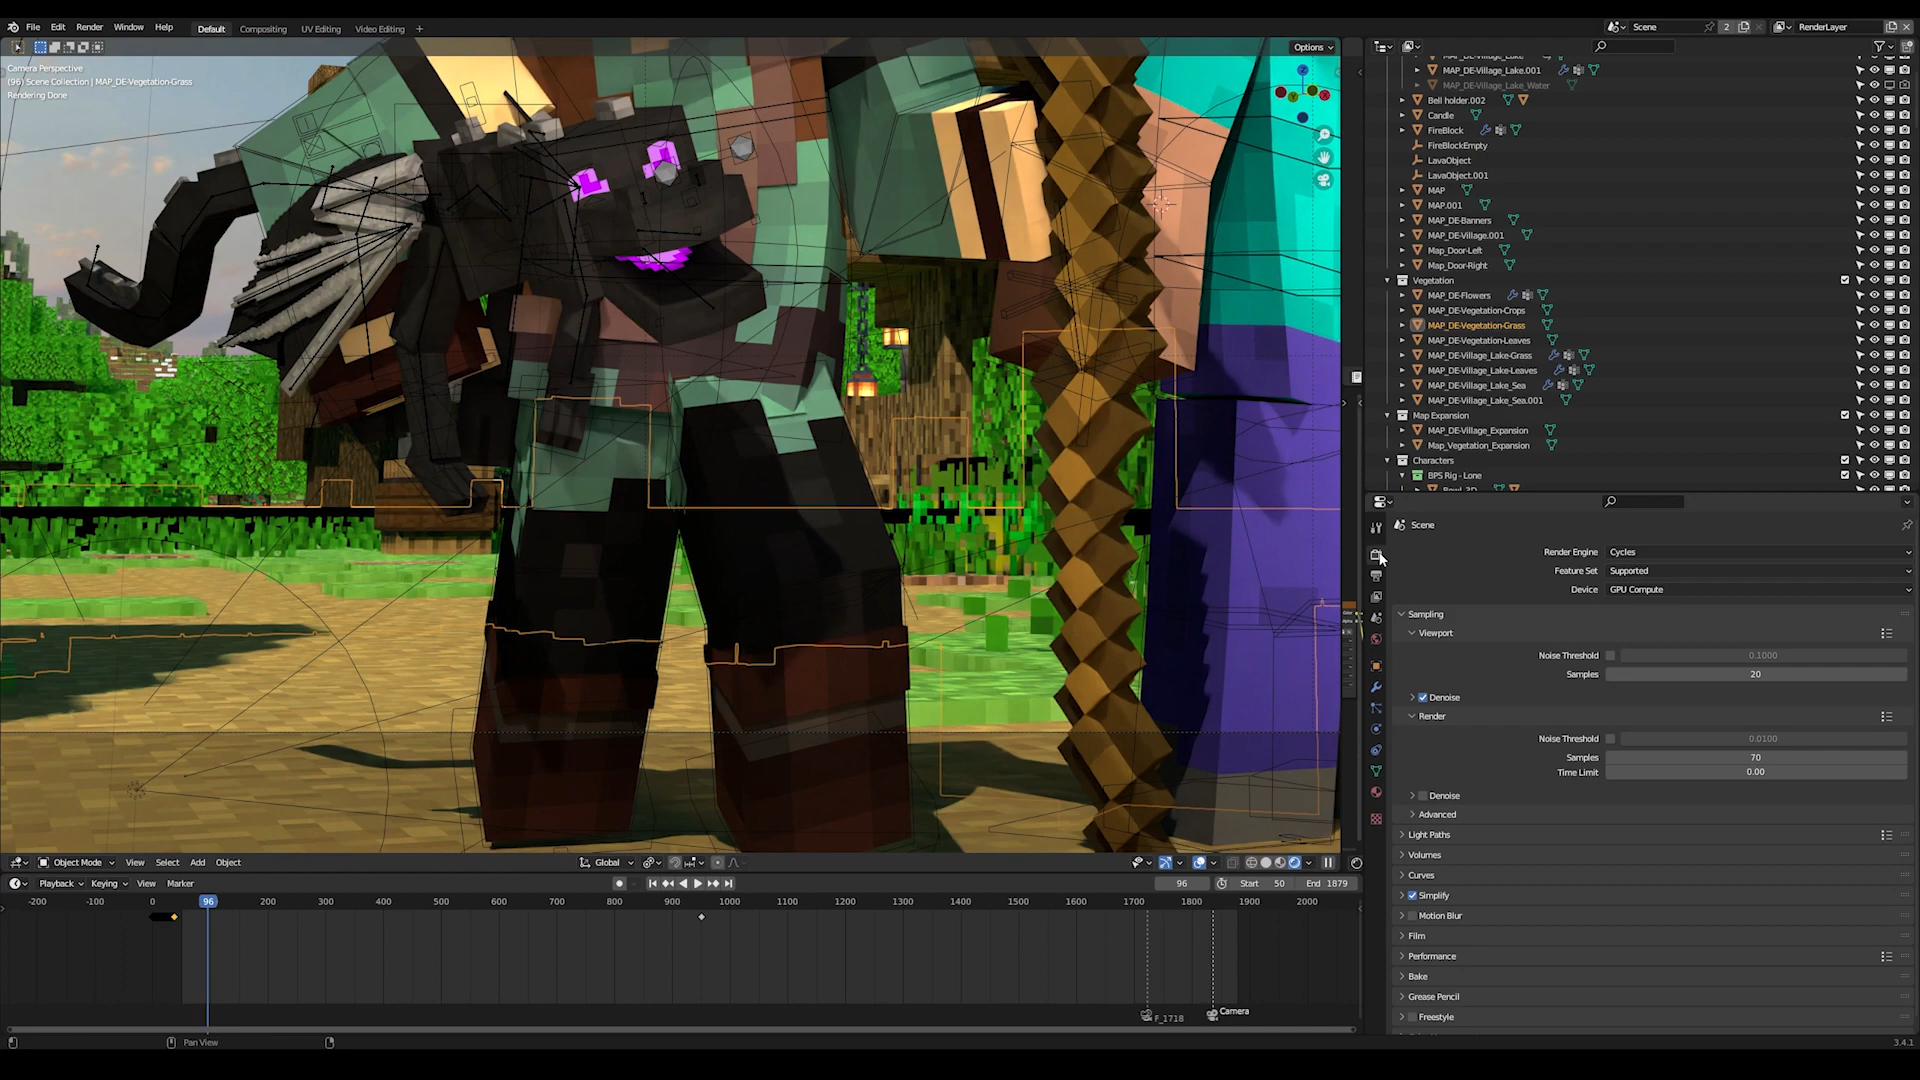 File Edit Render Window Help
Default Compositing UV Editing Video Editing +
Scene 2 RenderLayer
Options
Camera Perspective
(96) Scene Collection | MAP_DE-Vegetation-Grass
Rendering Done
MAP_DE-Village_Lake.001
MAP_DE-Village_Lake_Water
Bell holder.002
Candle
FireBlock
FireBlockEmpty
LavaObject
LavaObject.001
MAP
MAP.001
MAP_DE-Banners
MAP_DE-Village.001
Map_Door-Left
Map_Door-Right
Vegetation
MAP_DE-Flowers
MAP_DE-Vegetation-Crops
MAP_DE-Vegetation-Grass
MAP_DE-Vegetation-Leaves
MAP_DE-Village_Lake-Grass
MAP_DE-Village_Lake-Leaves
MAP_DE-Village_Lake_Sea
MAP_DE-Village_Lake_Sea.001
Map Expansion
MAP_DE-Village_Expansion
Map_Vegetation_Expansion
Characters
BPS Rig - Lone
Scene
Render Engine Cycles
Feature Set Supported
Device GPU Compute
Sampling
Viewport
Noise Threshold 0.1000
Samples 20
Denoise
Render
Noise Threshold 0.0100
Samples 70
Time Limit 0.00
Denoise
Advanced
Light Paths
Volumes
Curves
Simplify
Motion Blur
Film
Performance
Bake
Grease Pencil
Freestyle
Object Mode View Select Add Object
Global
Playback Keying View Marker
96 Start 50 End 1879
-200 -100 0 96 200 300 400 500 600 700 800 900 1000 1100 1200 1300 1400 1500 1600 1700 1800 1900 2000
F_1718 Camera
Pan View
3.4.1